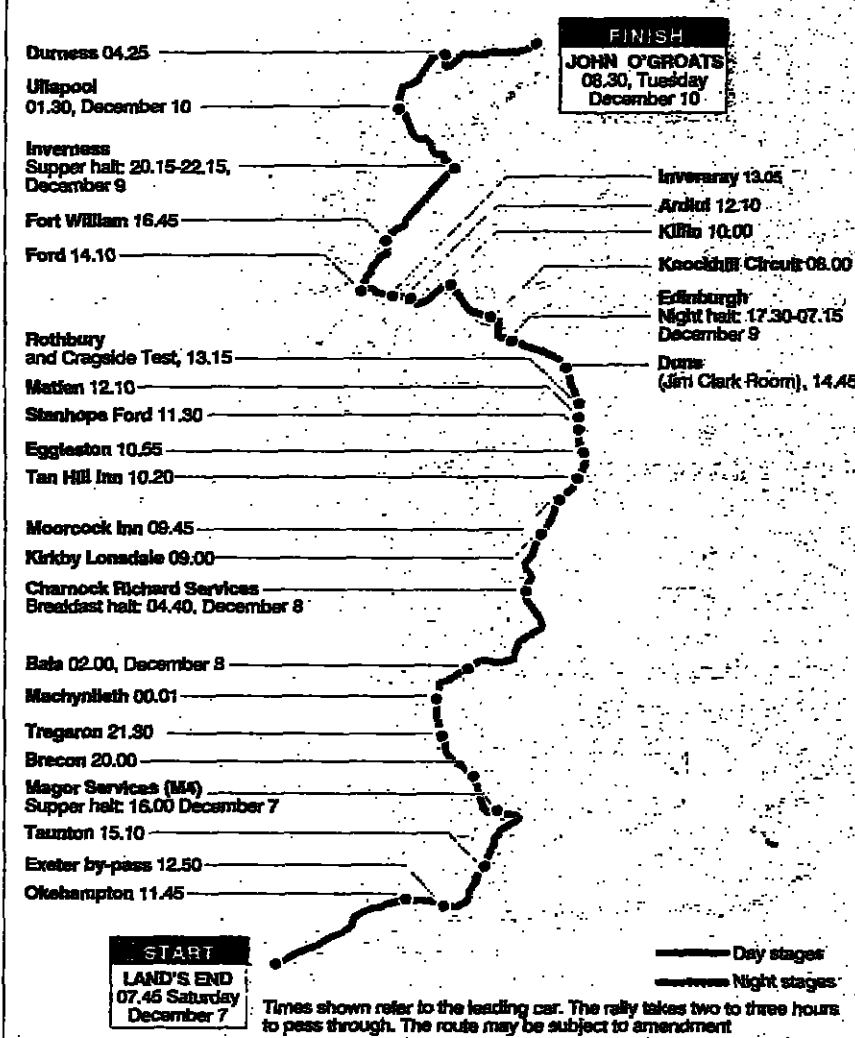 FINISH
JOHN O'GROATS
08.30, Tuesday
December 10
Durness 04.25
Ullapool
01.30, December 10
Inverness
Supper halt: 20.15-22.15,
December 9
Fort William 16.45
Ford 14.10
Inveraray 13.05
Ardlui 12.10
Killin 10.00
Knockhill Circuit 08.00
Edinburgh
Night halt: 17.30-07.15
December 9
Duns
(Jim Clark Room), 14.45
Rothbury
and Cragside Test, 13.15
Matfen 12.10
Stanhope Ford 11.30
Eggleston 10.55
Tan Hill Inn 10.20
Moorcock Inn 09.45
Kirkby Lonsdale 09.00
Charnock Richard Services
Breakfast halt: 04.40, December 8
Bala 02.00, December 8
Machynlleth 00.01
Tregaron 21.30
Brecon 20.00
Magor Services (M4)
Supper halt: 16.00 December 7
Taunton 15.10
Exeter by-pass 12.50
Okehampton 11.45
START
LAND'S END
07.45 Saturday
December 7
Day stages
Night stages
Times shown refer to the leading car. The rally takes two to three hours
to pass through. The route may be subject to amendment